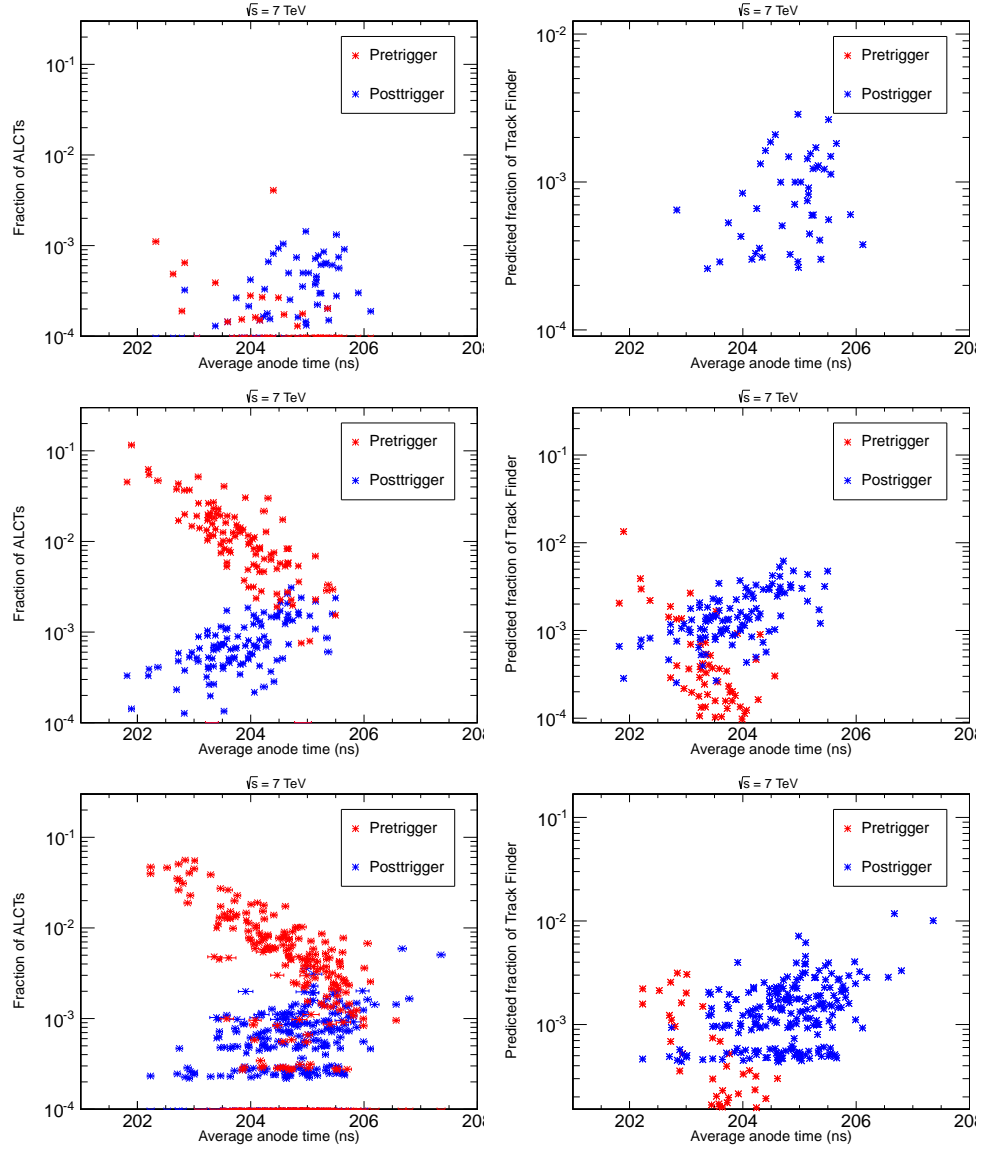 √s = 7 TeV
Fraction of ALCTs
10⁻¹
10⁻²
10⁻³
10⁻⁴
Pretrigger
Posttrigger
202 204 206 208
Average anode time (ns)
√s = 7 TeV
Predicted fraction of Track Finder
10⁻²
10⁻³
10⁻⁴
Pretrigger
Postrigger
202 204 206 208
Average anode time (ns)
√s = 7 TeV
Fraction of ALCTs
10⁻¹
10⁻²
10⁻³
10⁻⁴
Pretrigger
Posttrigger
202 204 206 208
Average anode time (ns)
√s = 7 TeV
Predicted fraction of Track Finder
10⁻¹
10⁻²
10⁻³
10⁻⁴
Pretrigger
Postrigger
202 204 206 208
Average anode time (ns)
√s = 7 TeV
Fraction of ALCTs
10⁻¹
10⁻²
10⁻³
10⁻⁴
Pretrigger
Posttrigger
202 204 206 208
Average anode time (ns)
√s = 7 TeV
Predicted fraction of Track Finder
10⁻¹
10⁻²
10⁻³
Pretrigger
Postrigger
202 204 206 208
Average anode time (ns)